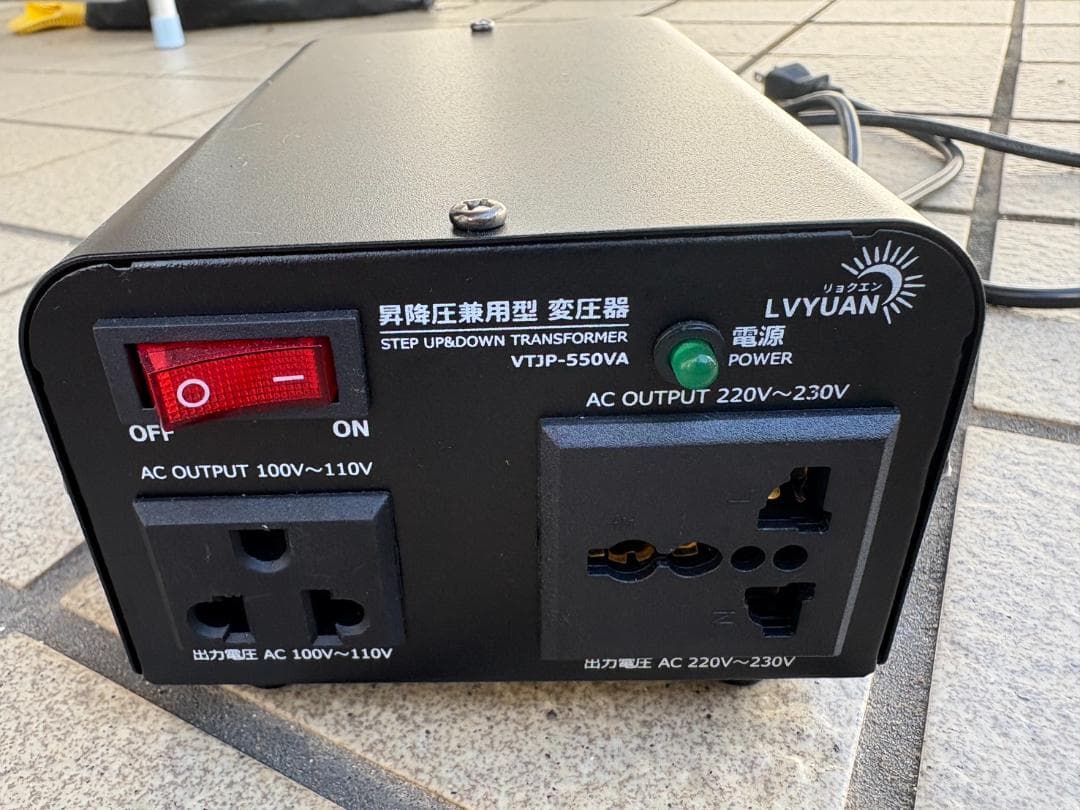 昇降圧兼用型 変圧器
STEP UP&DOWN TRANSFORMER
VTJP-550VA
リョクエン
LVYUAN
電源
POWER
OFF
ON
AC OUTPUT 220V～230V
AC OUTPUT 100V～110V
出力電圧 AC 100V～110V
L
N
出力電圧 AC 220V～230V